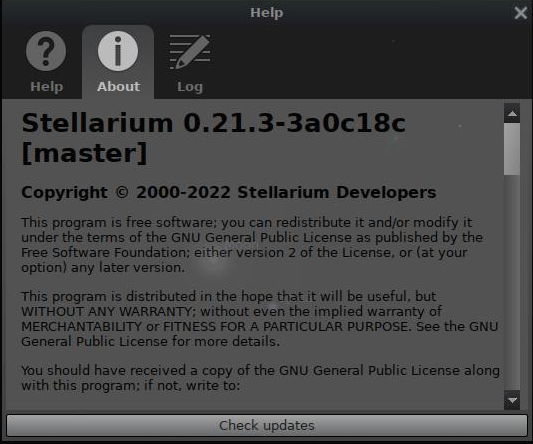 Help
Help About Log
Stellarium 0.21.3-3a0c18c
[master]
Copyright © 2000-2022 Stellarium Developers
This program is free software; you can redistribute it and/or modify it
under the terms of the GNU General Public License as published by the
Free Software Foundation; either version 2 of the License, or (at your
option) any later version.
This program is distributed in the hope that it will be useful, but
WITHOUT ANY WARRANTY; without even the implied warranty of
MERCHANTABILITY or FITNESS FOR A PARTICULAR PURPOSE. See the GNU
General Public License for more details.
You should have received a copy of the GNU General Public License along
with this program; if not, write to:
Check updates